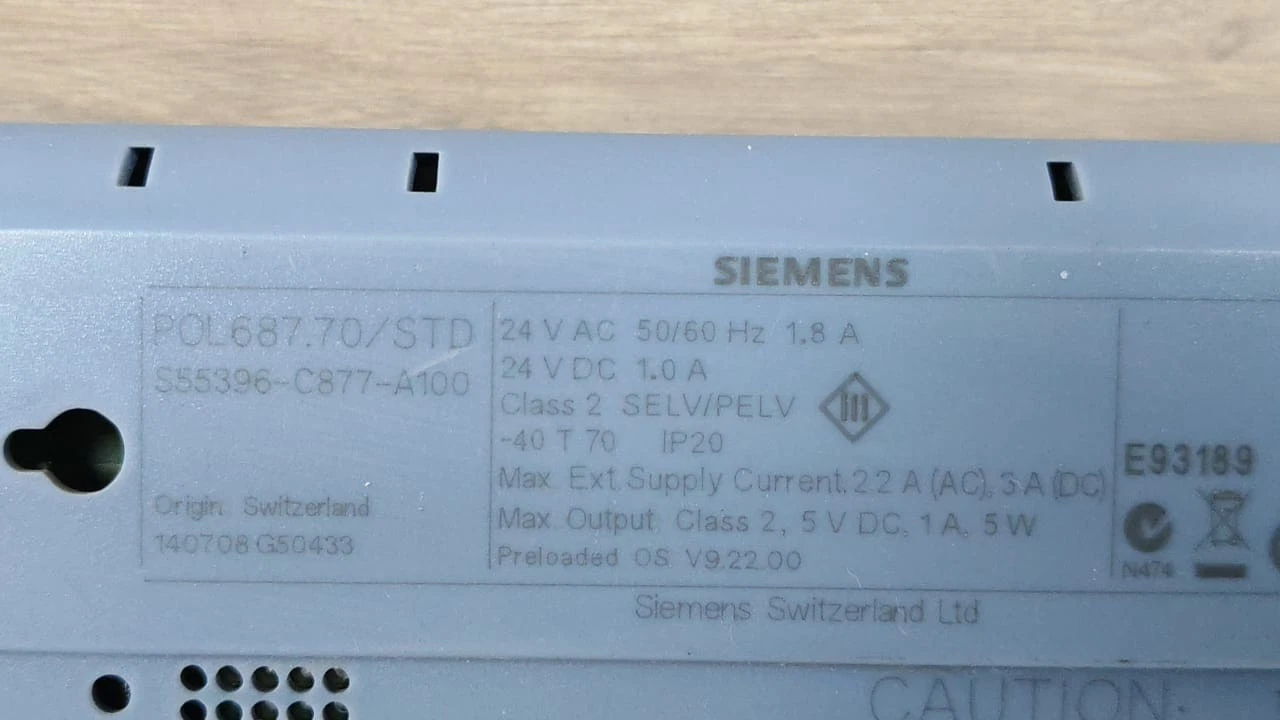 SIEMENS
POL687.70/STD
S55396-C877-A100
Origin: Switzerland
140708 G50433
24 V AC 50/60 Hz 1.8 A
24 V DC 1.0 A
Class 2 SELV/PELV
III
-40 T 70 IP20
Max. Ext. Supply Current: 2.2 A (AC), 3 A (DC)
Max. Output: Class 2, 5 V DC, 1 A, 5 W
Preloaded OS: V9.22.00
E93189
N474
Siemens Switzerland Ltd
CAUTION: